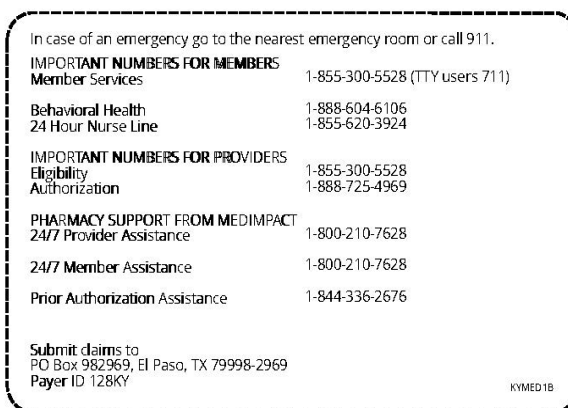 In case of an emergency go to the nearest emergency room or call 911.
IMPORTANT NUMBERS FOR MEMBERS
Member Services 1-855-300-5528 (TTY users 711)
Behavioral Health 1-888-604-6106
24 Hour Nurse Line 1-855-620-3924
IMPORTANT NUMBERS FOR PROVIDERS
Eligibility 1-855-300-5528
Authorization 1-888-725-4969
PHARMACY SUPPORT FROM MEDIMPACT
24/7 Provider Assistance 1-800-210-7628
24/7 Member Assistance 1-800-210-7628
Prior Authorization Assistance 1-844-336-2676
Submit claims to
PO Box 982969, El Paso, TX 79998-2969
Payer ID 128KY
KYMED1B